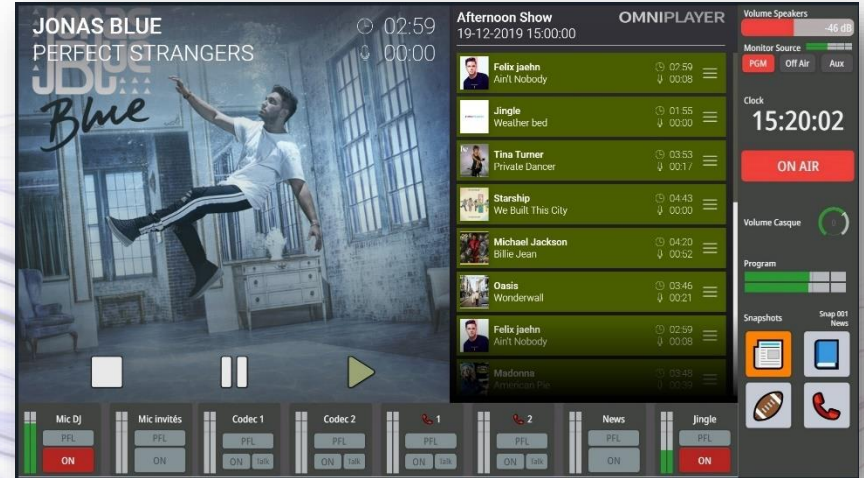 JONAS BLUE
PERFECT STRANGERS
02:59
00:00
Blue
Afternoon Show
19-12-2019 15:00:00
OMNIPLAYER
Felix jaehn
Ain't Nobody
02:59
00:08
Jingle
Weather bed
01:55
00:00
Tina Turner
Private Dancer
03:53
00:17
Starship
We Built This City
04:43
00:00
Michael Jackson
Billie Jean
04:20
00:52
Oasis
Wonderwall
03:46
00:21
Felix jaehn
Ain't Nobody
02:59
00:08
Madonna
American Pie
03:48
Volume Speakers
-46 dB
Monitor Source
PGM Off Air Aux
Clock
15:20:02
ON AIR
Volume Casque
0
Program
Snapshots
Snap 001
News
Mic DJ
PFL
ON
Mic invités
PFL
ON
Codec 1
PFL
ON talk
Codec 2
PFL
ON talk
1
PFL
ON talk
2
PFL
ON talk
News
PFL
ON
Jingle
PFL
ON